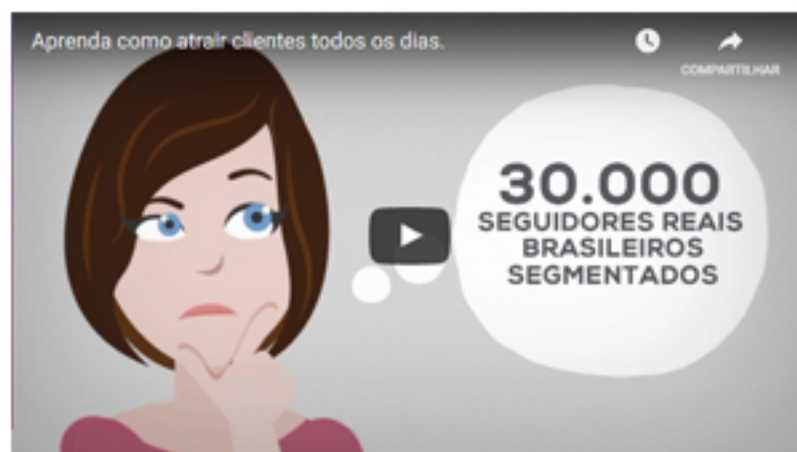 Aprenda como atrair clientes todos os dias.
COMPARTILHAR
30.000
SEGUIDORES REAIS
BRASILEIROS
SEGMENTADOS